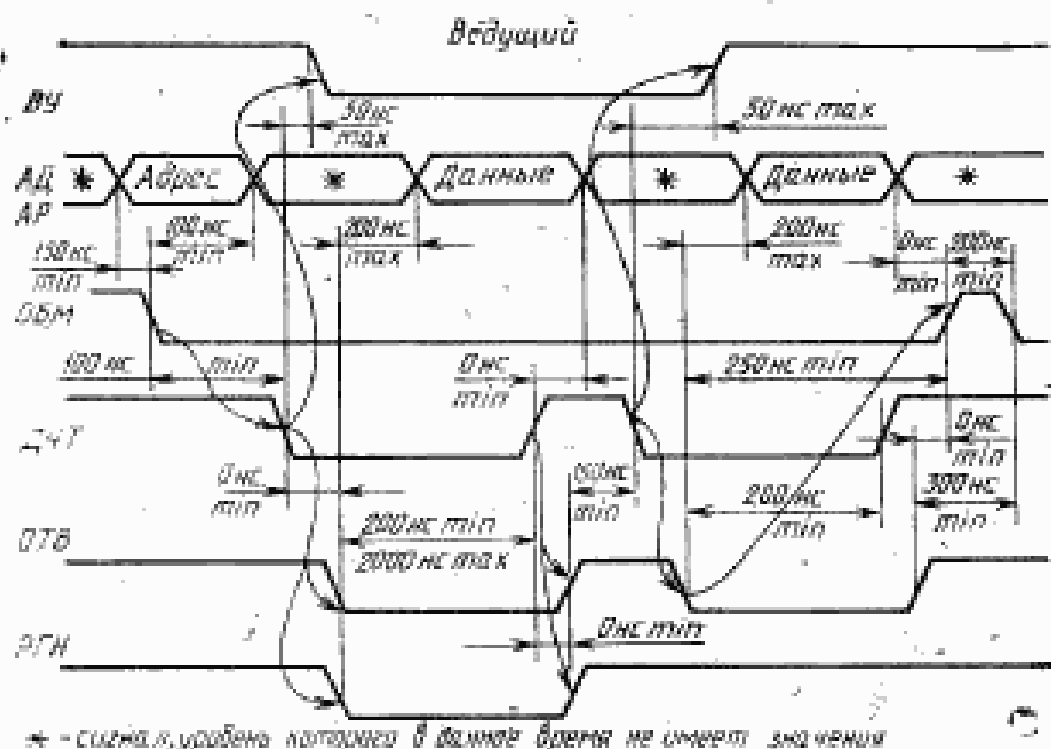 Ведущий
ВУ
50 нс
max
50 нс max
АД
АР
* Адрес * Данные * Данные *
100 нс
min
200 нс
max
200 нс
max
0 нс
min
100 нс
min
150 нс
min
ОБМ
100 нс min
0 нс
min
250 нс min
ДЧТ
0 нс
min
0 нс
min
150 нс
min
200 нс
min
300 нс
min
200 нс min
2000 нс max
ОТВ
0 нс min
РГН
* - сигнал, уровень которого в данное время не имеет значения